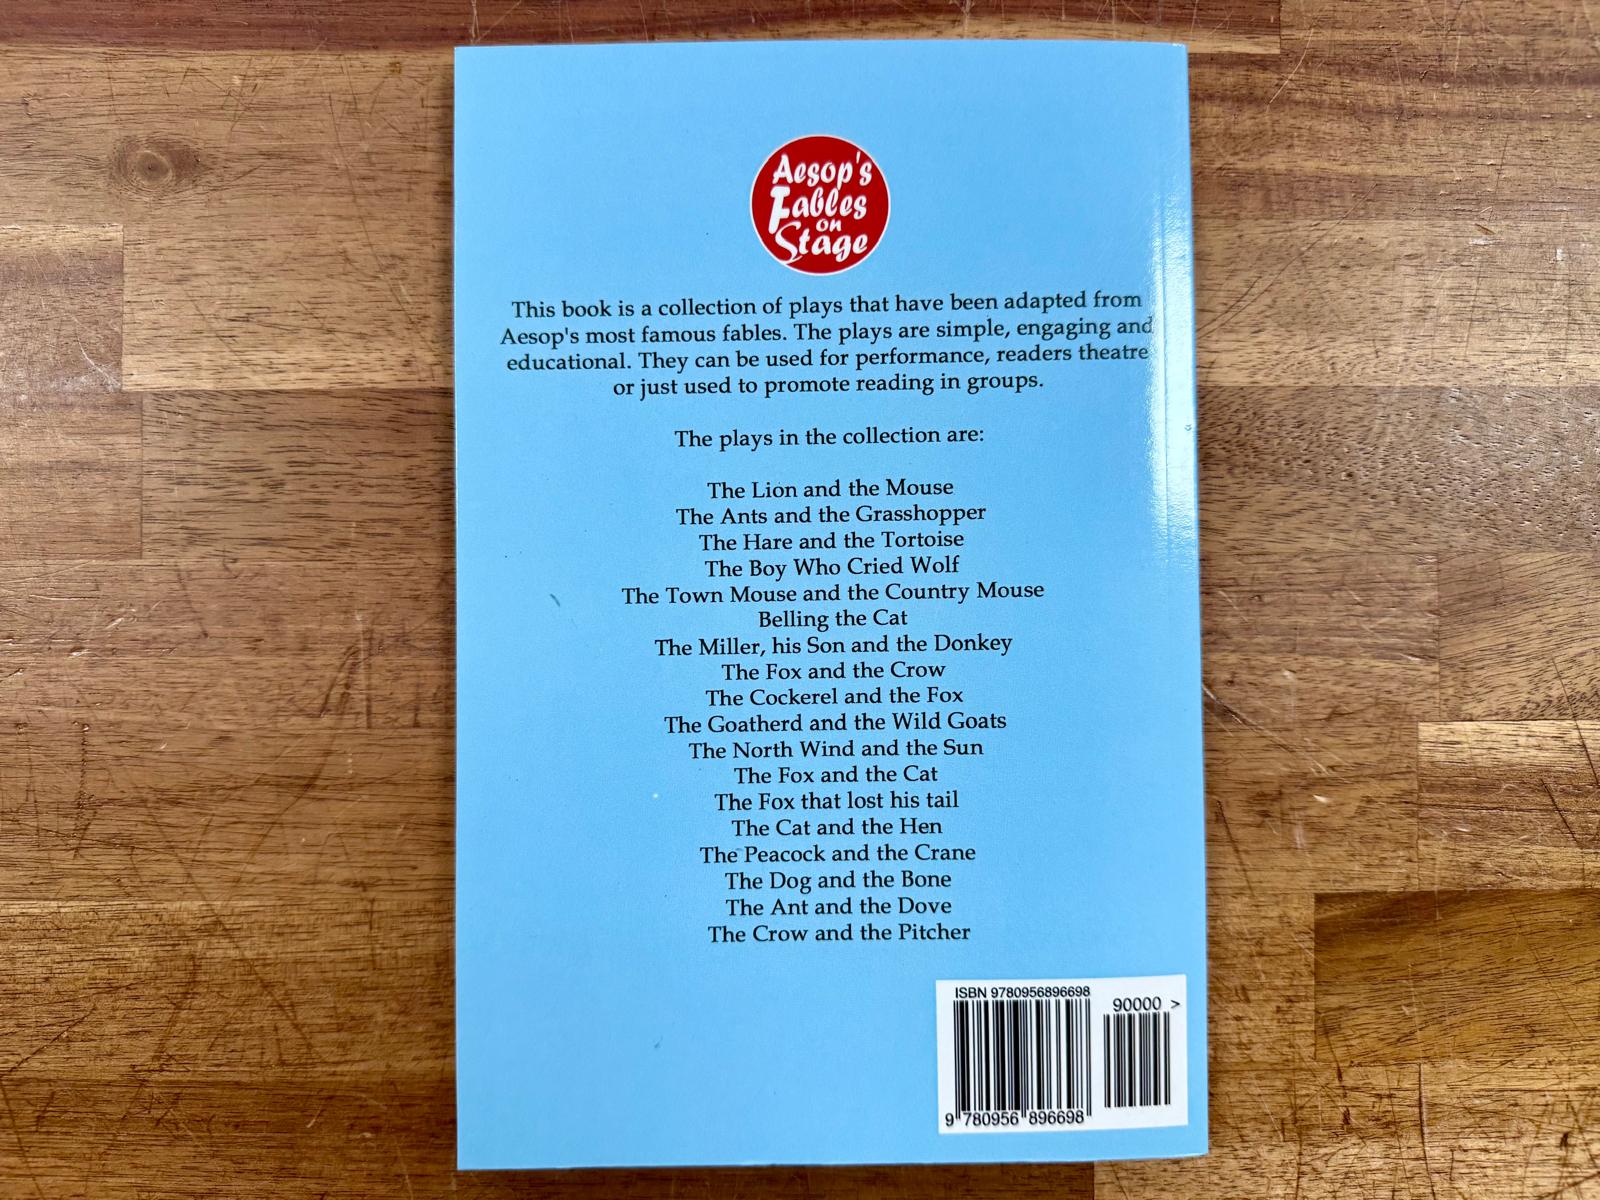 Aesop's
Fables
on
Stage
This book is a collection of plays that have been adapted from
Aesop's most famous fables. The plays are simple, engaging and
educational. They can be used for performance, readers theatre
or just used to promote reading in groups.
The plays in the collection are:
The Lion and the Mouse
The Ants and the Grasshopper
The Hare and the Tortoise
The Boy Who Cried Wolf
The Town Mouse and the Country Mouse
Belling the Cat
The Miller, his Son and the Donkey
The Fox and the Crow
The Cockerel and the Fox
The Goatherd and the Wild Goats
The North Wind and the Sun
The Fox and the Cat
The Fox that lost his tail
The Cat and the Hen
The Peacock and the Crane
The Dog and the Bone
The Ant and the Dove
The Crow and the Pitcher
ISBN 9780956896698
90000 >
9 780956 896698